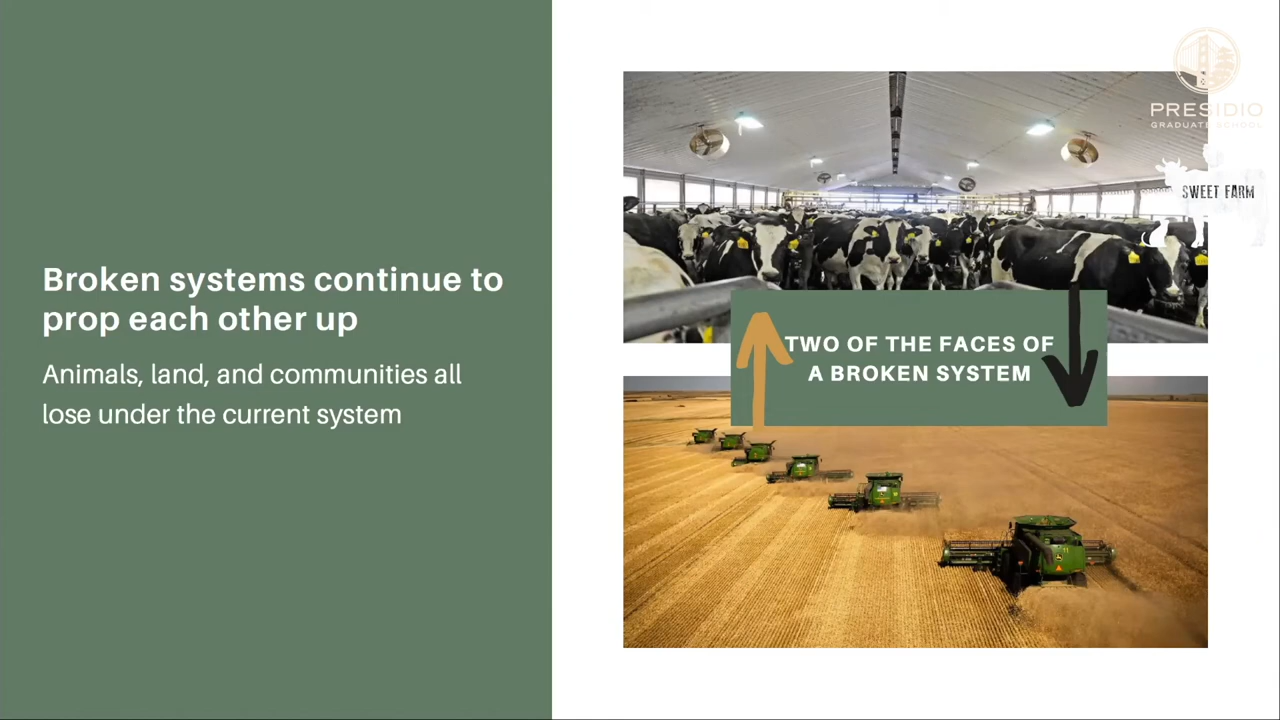 Broken systems continue to
prop each other up
Animals, land, and communities all
lose under the current system
TWO OF THE FACES OF
A BROKEN SYSTEM
PRESIDIO
GRADUATE SCHOOL
SWEET FARM